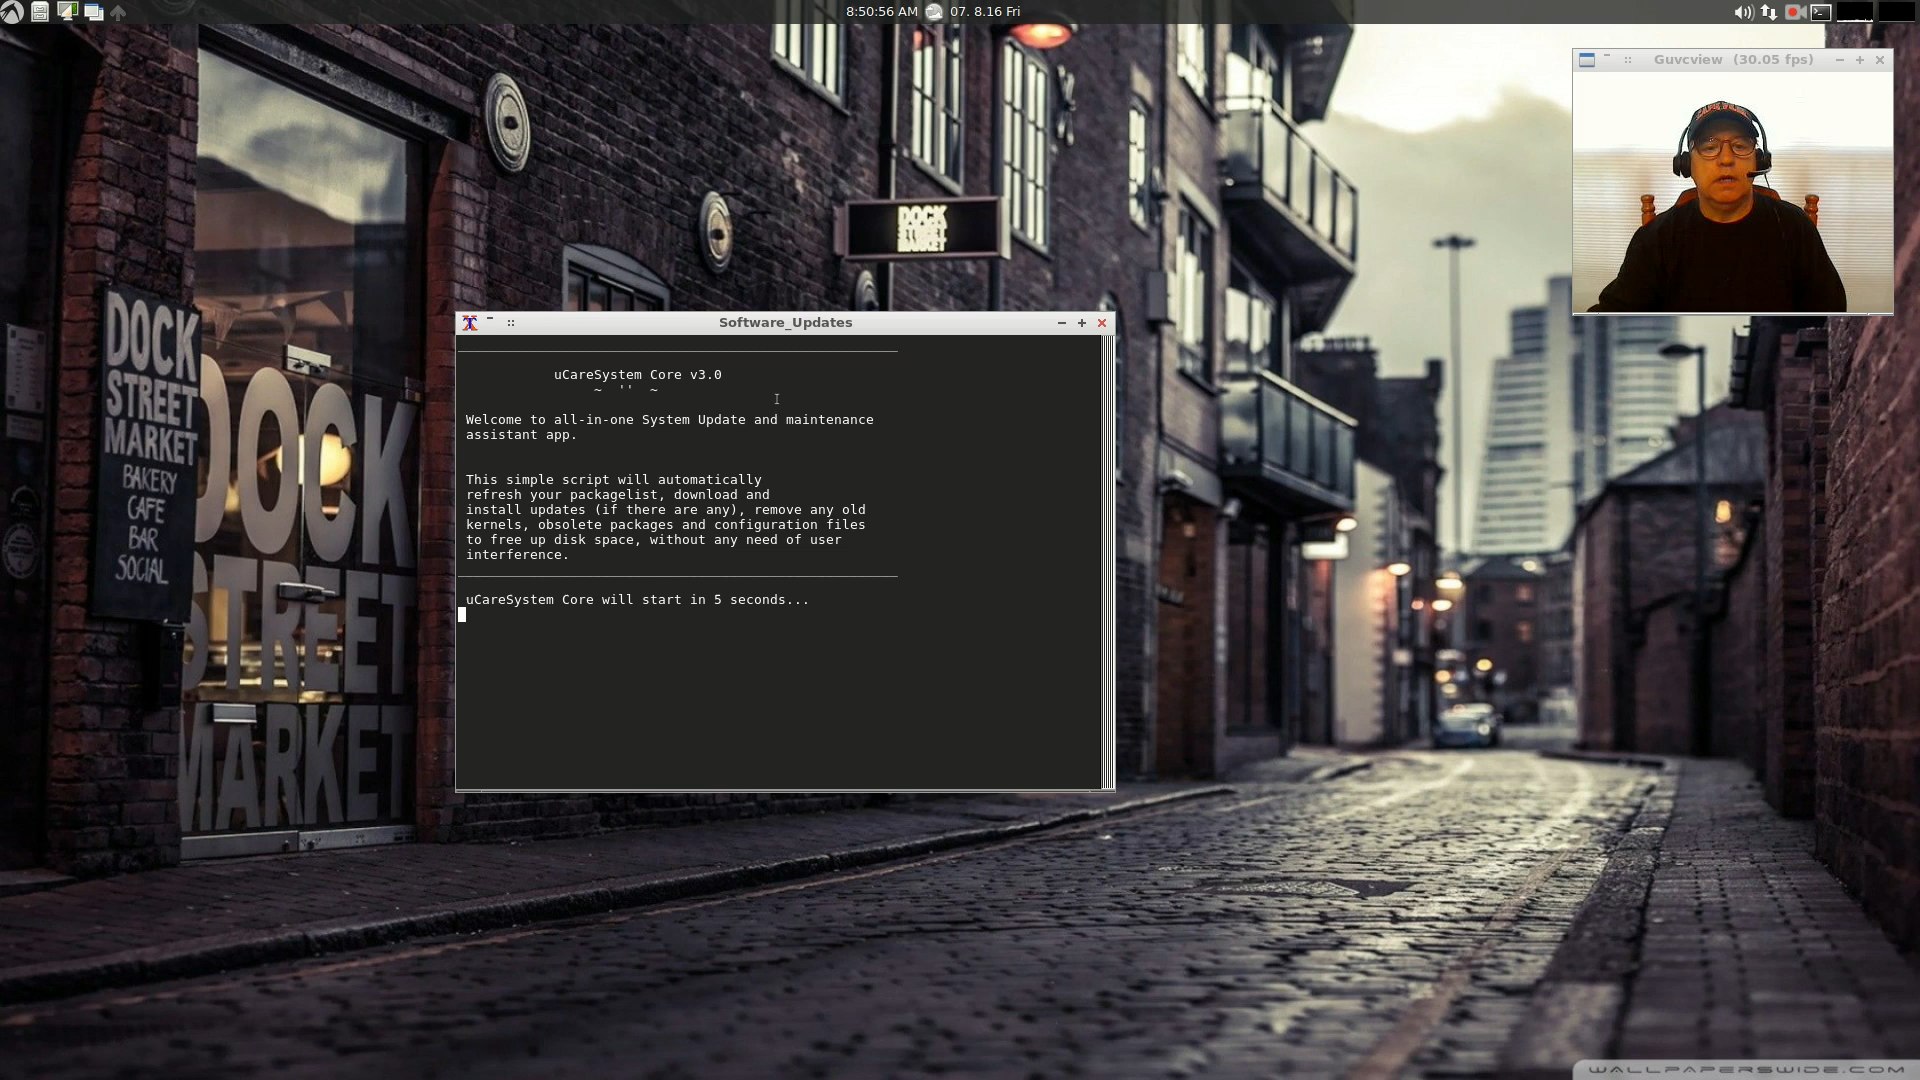 8:50:56 AM 07. 8.16 Fri
Guvcview (30.05 fps)
DOCK
STREET
MARKET
DOCK
STREET
MARKET
BAKERY
CAFE
BAR
SOCIAL
DOCK
STREET
MARKET
Software_Updates
uCareSystem Core v3.0
~ '' ~
Welcome to all-in-one System Update and maintenance
assistant app.
This simple script will automatically
refresh your packagelist, download and
install updates (if there are any), remove any old
kernels, obsolete packages and configuration files
to free up disk space, without any need of user
interference.
uCareSystem Core will start in 5 seconds...
WALLPAPERSWIDE.COM